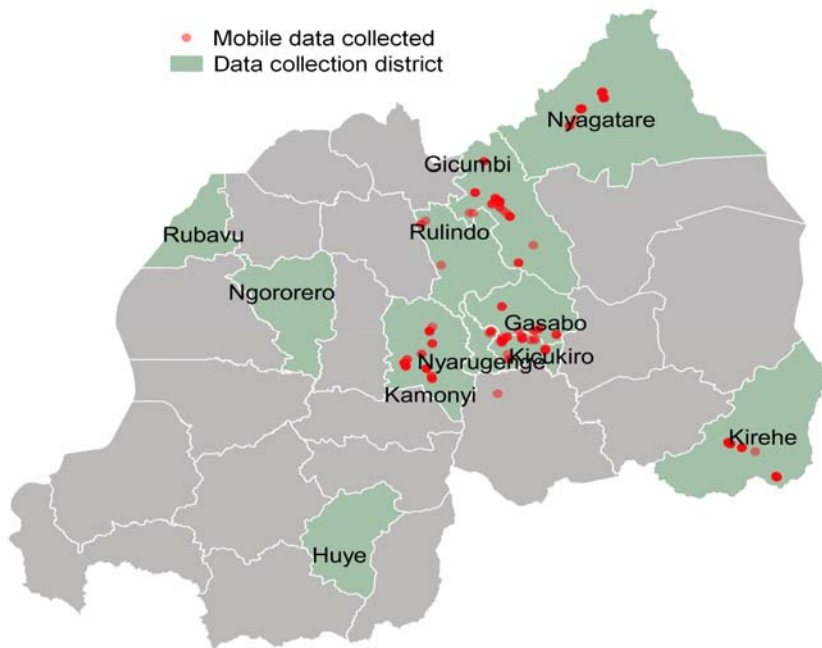 Mobile data collected
Data collection district
Nyagatare
Gicumbi
Rubavu
Rulindo
Ngororero
Gasabo
Kicukiro
Nyarugenge
Kamonyi
Kirehe
Huye